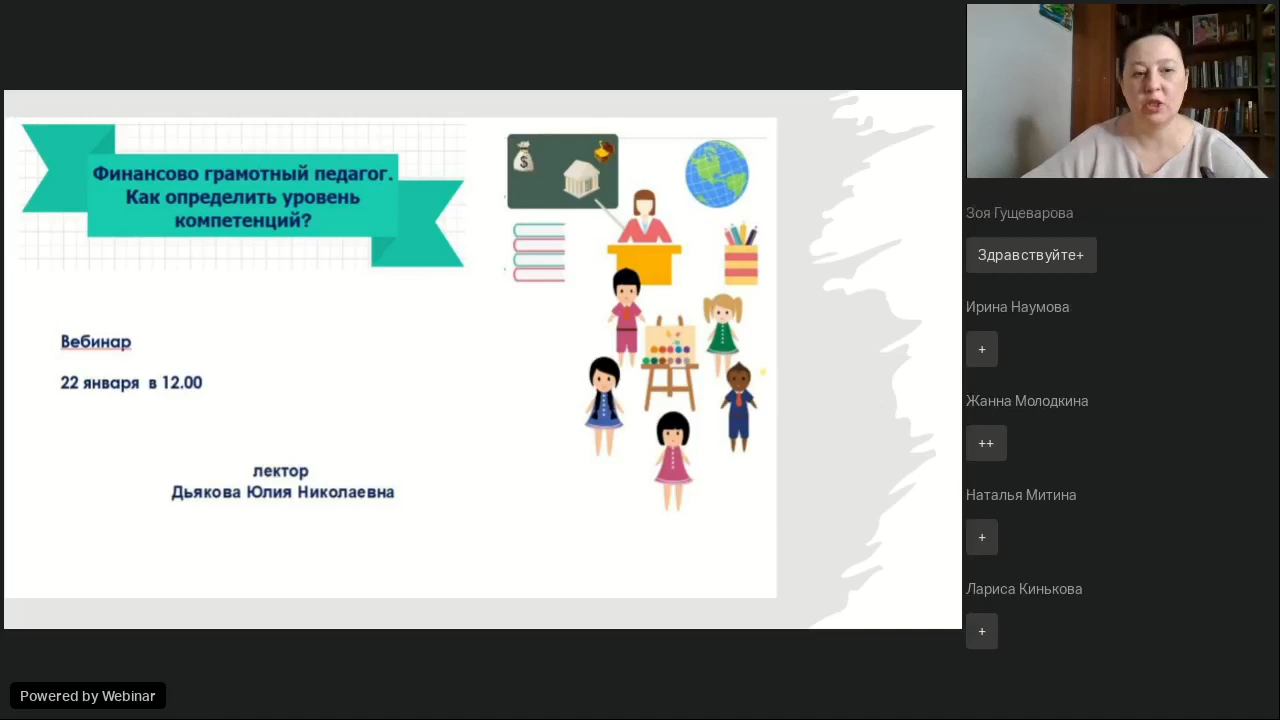 Финансово грамотный педагог.
Как определить уровень
компетенций?
$
Вебинар
22 января в 12.00
лектор
Дьякова Юлия Николаевна
Зоя Гущеварова
Здравствуйте+
Ирина Наумова
+
Жанна Молодкина
++
Наталья Митина
+
Лариса Кинькова
+
Powered by Webinar